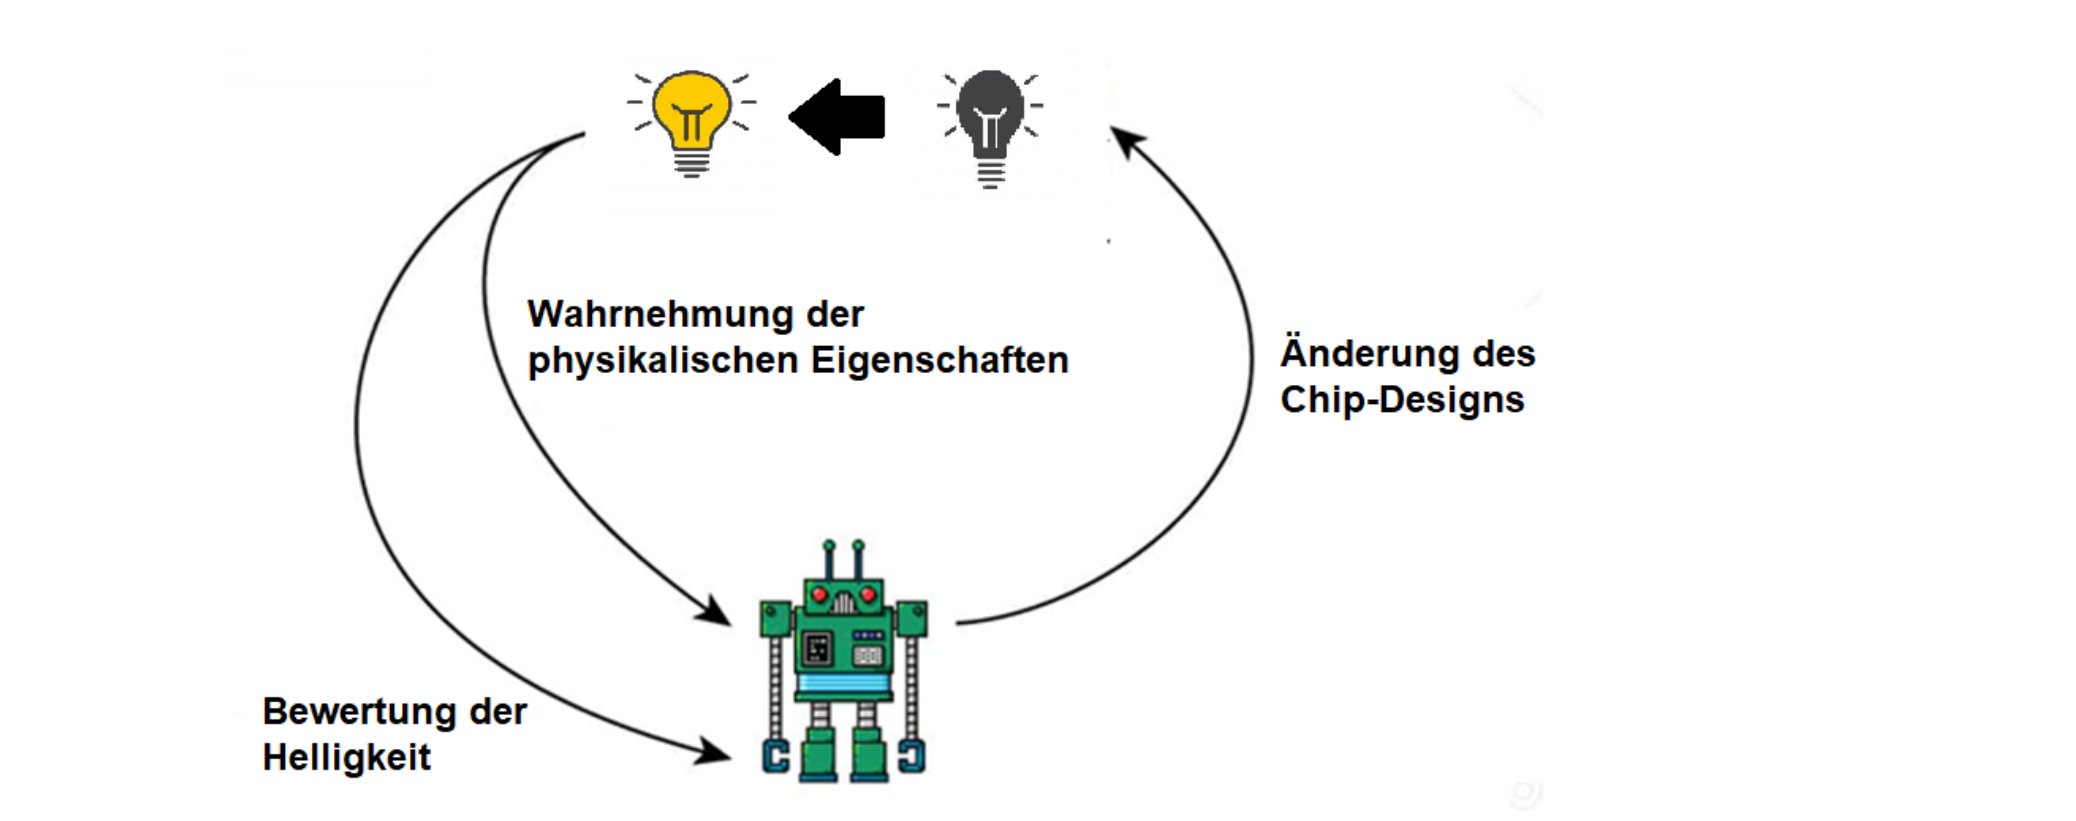 Wahrnehmung der
physikalischen Eigenschaften
Änderung des
Chip-Designs
Bewertung der
Helligkeit